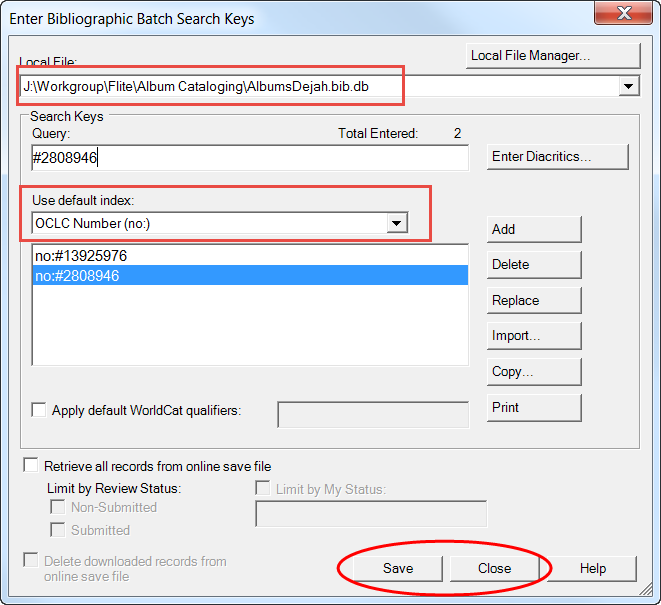 Enter Bibliographic Batch Search Keys
Local File:
Local File Manager...
J:\Workgroup\Flite\Album Cataloging\AlbumsDejah.bib.db
Search Keys
Query:
Total Entered: 2
#2808946
Enter Diacritics...
Use default index:
OCLC Number (no:)
no:#13925976
no:#2808946
Add
Delete
Replace
Import...
Copy...
Print
Apply default WorldCat qualifiers:
Retrieve all records from online save file
Limit by Review Status:
Limit by My Status:
Non-Submitted
Submitted
Delete downloaded records from
online save file
Save
Close
Help